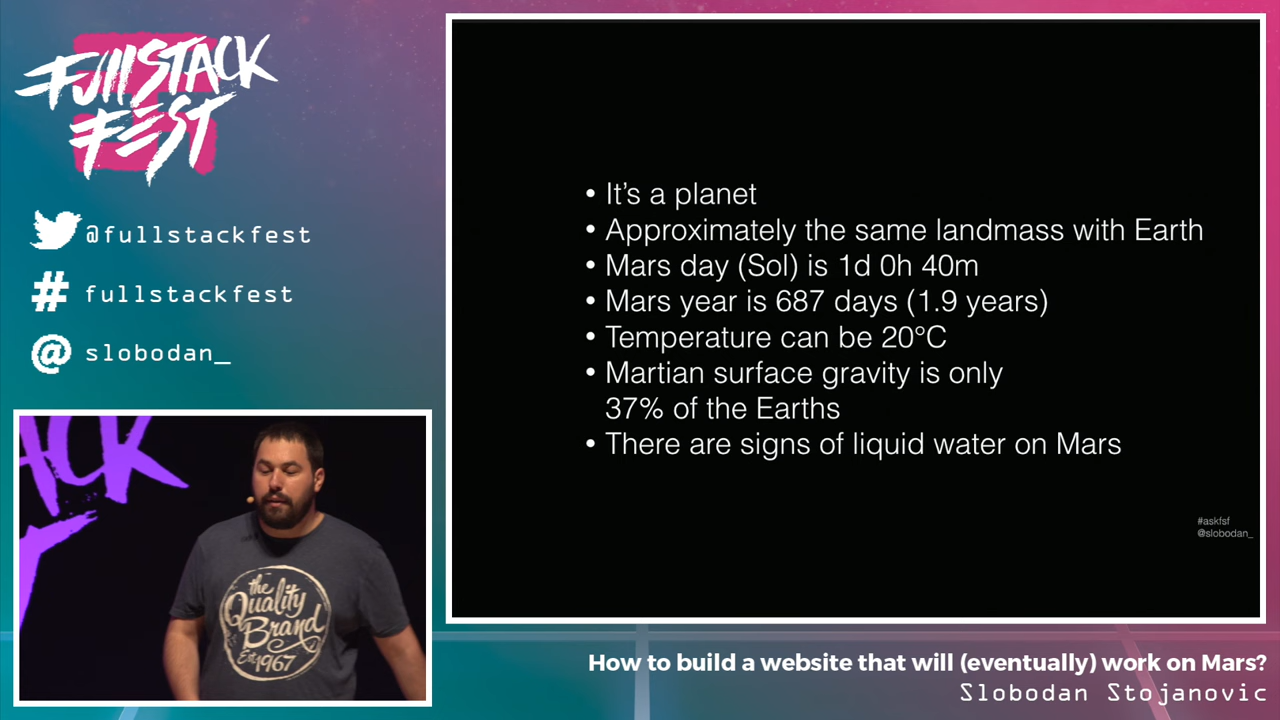 FullSTACK
FEST
@fullstackfest
# fullstackfest
@ slobodan_
ACK
the
Quality
Brand
Est 1967
• It’s a planet
• Approximately the same landmass with Earth
• Mars day (Sol) is 1d 0h 40m
• Mars year is 687 days (1.9 years)
• Temperature can be 20°C
• Martian surface gravity is only
37% of the Earths
• There are signs of liquid water on Mars
#askfsf
@slobodan_
How to build a website that will (eventually) work on Mars?
Slobodan Stojanovic